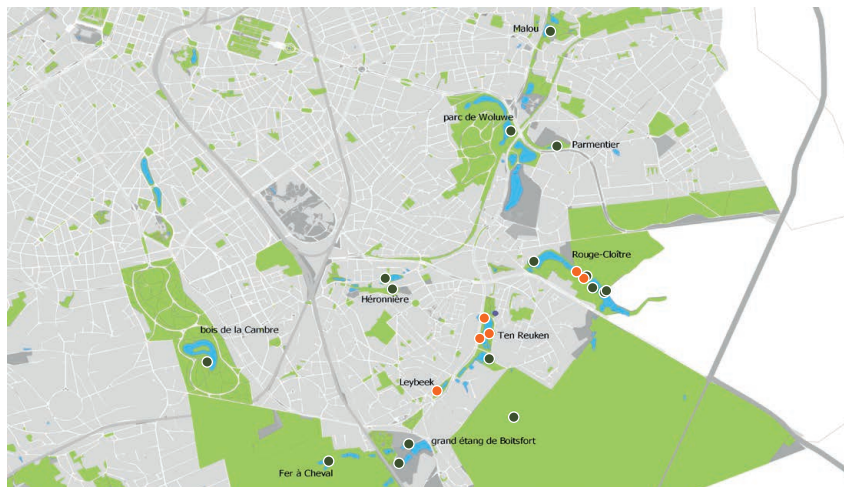 Malou
parc de Woluwe
Parmentier
Rouge-Cloître
Héronnière
bois de la Cambre
Ten Reuken
Leybeek
grand étang de Boitsfort
Fer à Cheval